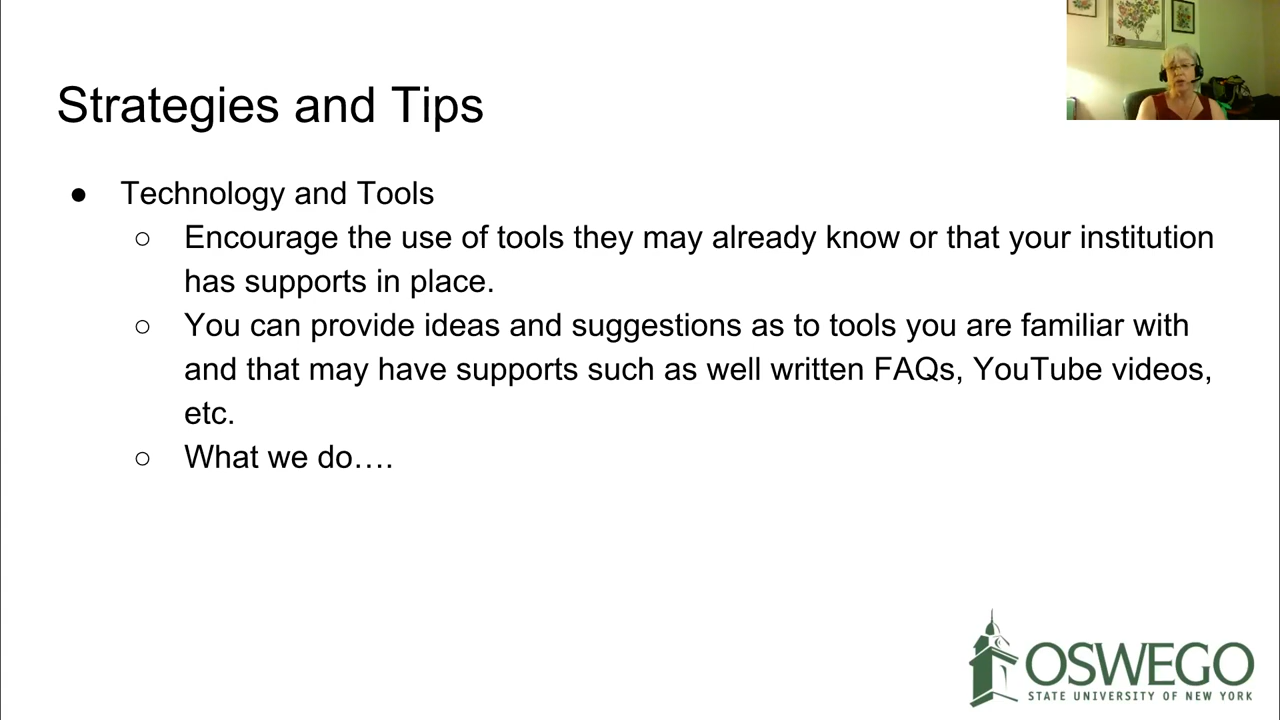 Strategies and Tips
● Technology and Tools
○ Encourage the use of tools they may already know or that your institution
has supports in place.
○ You can provide ideas and suggestions as to tools you are familiar with
and that may have supports such as well written FAQs, YouTube videos,
etc.
○ What we do….
OSWEGO
STATE UNIVERSITY OF NEW YORK